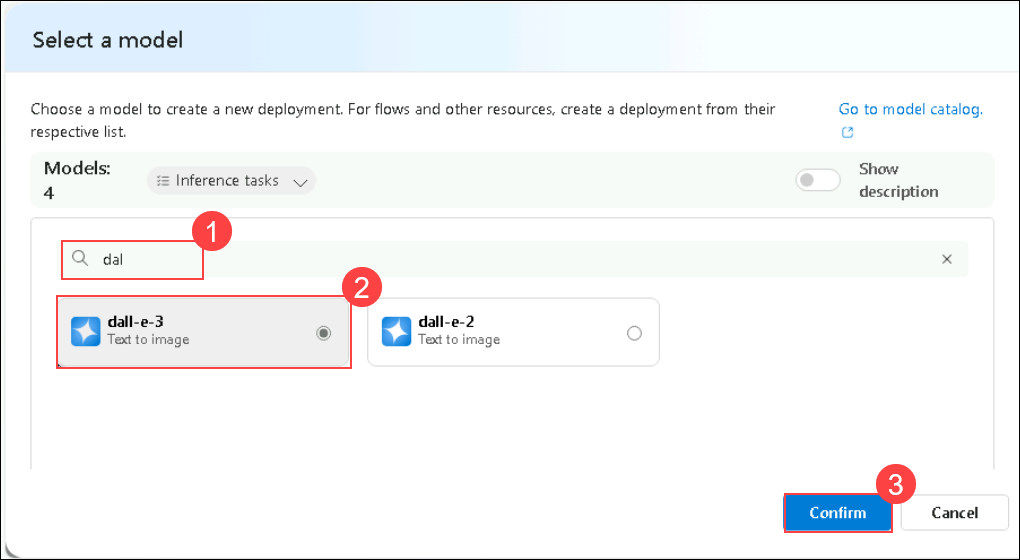 Select a model
Choose a model to create a new deployment. For flows and other resources, create a deployment from their
respective list.
Go to model catalog.
Models:
4
Inference tasks
Show
description
1
dal
2
dall-e-3
Text to image
dall-e-2
Text to image
3
Confirm
Cancel